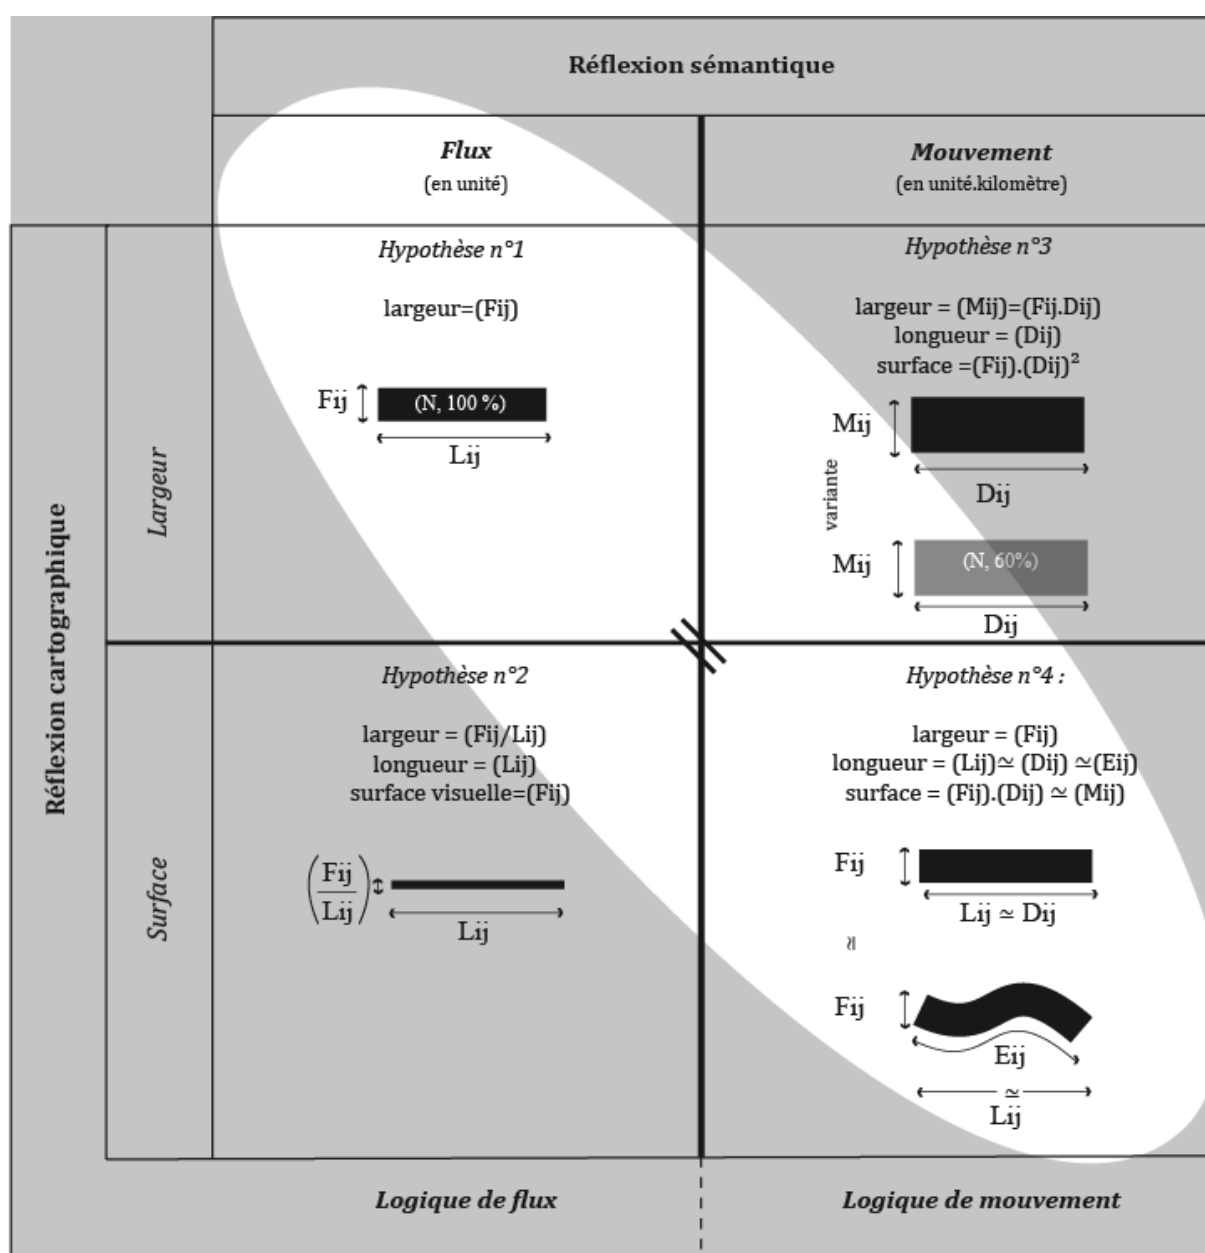 Réflexion sémantique
Flux
(en unité)
Mouvement
(en unité.kilomètre)
Réflexion cartographique
Largeur
Hypothèse n°1
largeur=(Fij)
Fij
(N, 100 %)
Lij
Hypothèse n°3
largeur = (Mij)=(Fij.Dij)
longueur = (Dij)
surface =(Fij).(Dij)²
Mij
Dij
variante
Mij
(N, 60%)
Dij
Surface
Hypothèse n°2
largeur = (Fij/Lij)
longueur = (Lij)
surface visuelle=(Fij)
(Fij
Lij)
Lij
Hypothèse n°4 :
largeur = (Fij)
longueur = (Lij)≃ (Dij) ≃(Eij)
surface = (Fij).(Dij) ≃ (Mij)
Fij
Lij ≃ Dij
≃
Fij
Eij
≃
Lij
Logique de flux
Logique de mouvement